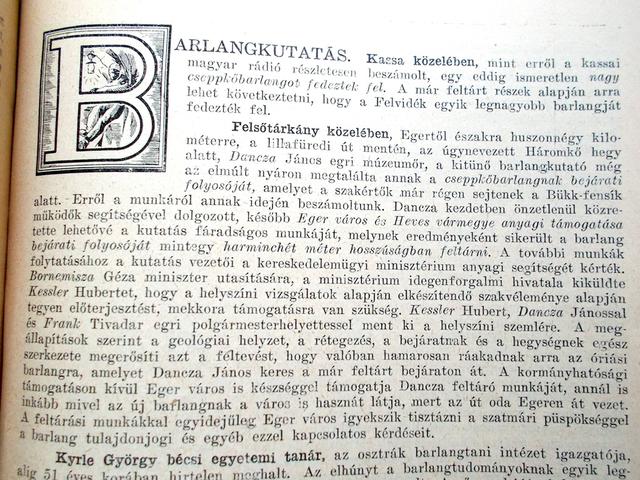 BARLANGKUTATÁS. Kassa közelében, mint erről a kassai
magyar rádió részletesen beszámolt, egy eddig ismeretlen nagy
cseppkőbarlangot fedeztek fel. A már feltárt részek alapján arra
lehet következtetni, hogy a Felvidék egyik legnagyobb barlangját
fedezték fel.
Felsőtárkány közelében, Egertől északra huszonnégy kilo-
méterre, a lillafüredi út mentén, az úgynevezett Háromkő hegy
alatt, Dancza János egri múzeumőr, a kitünő barlangkutató még
az elmúlt nyáron megtalálta annak a cseppkőbarlangnak bejárati
folyosóját, amelyet a szakértők már régen sejtenek a Bükk-fensík
alatt. Erről a munkáról annak idején beszámoltunk. Dancza kezdetben önzetlenül közre-
működők segítségével dolgozott, később Eger város és Heves vármegye anyagi támogatása
tette lehetővé a kutatás fáradságos munkáját, melynek eredményeként sikerült a barlang
bejárati folyosóját mintegy harminchét méter hosszúságban feltárni. A további munkák
folytatásához a kutatás vezetői a kereskedelemügyi minisztérium anyagi segítségét kérték.
Bornemisza Géza miniszter utasítására, a minisztérium idegenforgalmi hivatala kiküldte
Kessler Hubertet, hogy a helyszíni vizsgálatok alapján elkészítendő szakvéleménye alapján
tegyen előterjesztést, mekkora támogatásra van szükség. Kessler Hubert, Dancza Jánossal
és Frank Tivadar egri polgármesterhelyettessel ment ki a helyszíni szemlére. A meg-
állapítások szerint a geológiai helyzet, a rétegezés, a bejáratnak és a hegységnek egész
szerkezete megerősíti azt a féltevést, hogy valóban hamarosan ráakadnak arra az óriási
barlangra, amelyet Dancza János keres a már feltárt bejáraton át. A kormányhatósági
támogatáson kívül Eger város is készséggel támogatja Dancza feltáró munkáját, annál is
inkább mivel az új barlangnak a város is hasznát látja, mert az út oda Egeren át vezet.
A feltárási munkákkal egyidejűleg Eger város igyekszik tisztázni a szatmári püspökséggel
a barlang tulajdonjogi és egyéb ezzel kapcsolatos kérdéseit.
Kyrle György bécsi egyetemi tanár, az osztrák barlangtani intézet igazgatója,
alig 51 éves korában hirtelen meghalt. Az elhúnyt a barlangtudományoknak egyik leg-